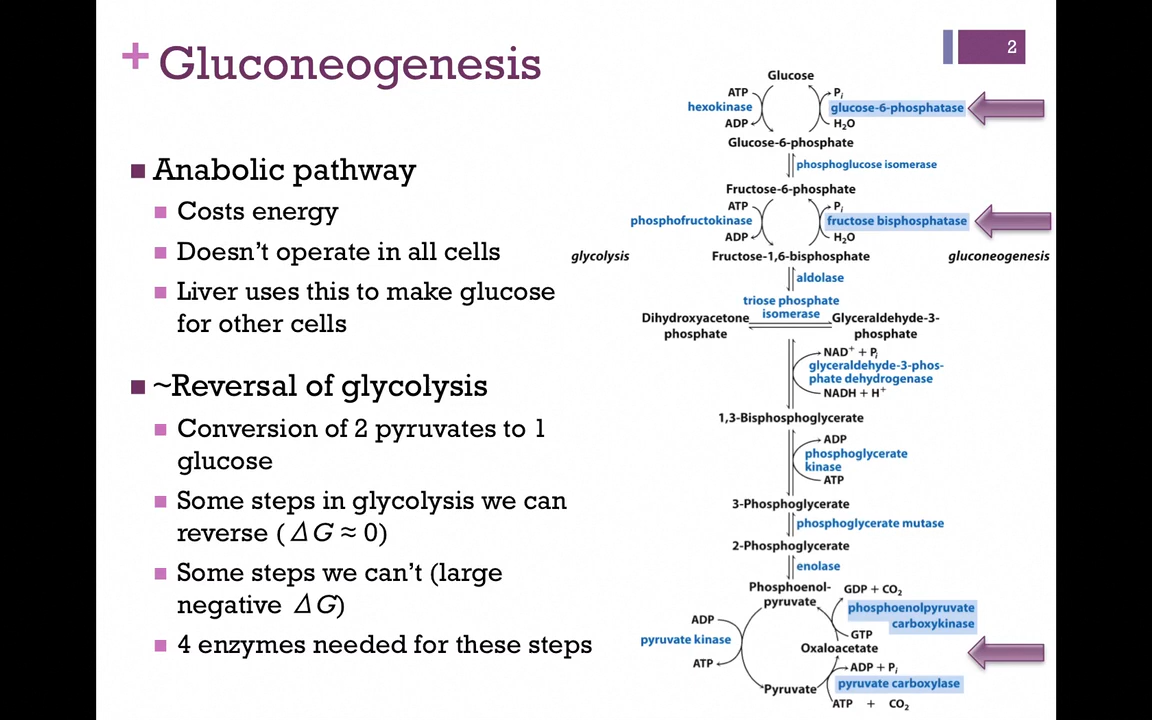 + Gluconeogenesis
2
■ Anabolic pathway
■ Costs energy
■ Doesn't operate in all cells
■ Liver uses this to make glucose
for other cells
■ ~Reversal of glycolysis
■ Conversion of 2 pyruvates to 1
glucose
■ Some steps in glycolysis we can
reverse (ΔG ≈ 0)
■ Some steps we can't (large
negative ΔG)
■ 4 enzymes needed for these steps
Glucose
ATP
hexokinase
ADP
Pi
glucose-6-phosphatase
H₂O
Glucose-6-phosphate
phosphoglucose isomerase
Fructose-6-phosphate
ATP
phosphofructokinase
ADP
Pi
fructose bisphosphatase
H₂O
glycolysis
Fructose-1,6-bisphosphate
gluconeogenesis
aldolase
triose phosphate
isomerase
Dihydroxyacetone
phosphate
Glyceraldehyde-3-
phosphate
NAD⁺ + Pi
glyceraldehyde-3-phos-
phate dehydrogenase
NADH + H⁺
1,3-Bisphosphoglycerate
ADP
phosphoglycerate
kinase
ATP
3-Phosphoglycerate
phosphoglycerate mutase
2-Phosphoglycerate
enolase
Phosphoenol-
pyruvate
GDP + CO₂
phosphoenolpyruvate
carboxykinase
GTP
ADP
pyruvate kinase
ATP
Oxaloacetate
ADP + Pi
pyruvate carboxylase
Pyruvate
ATP + CO₂